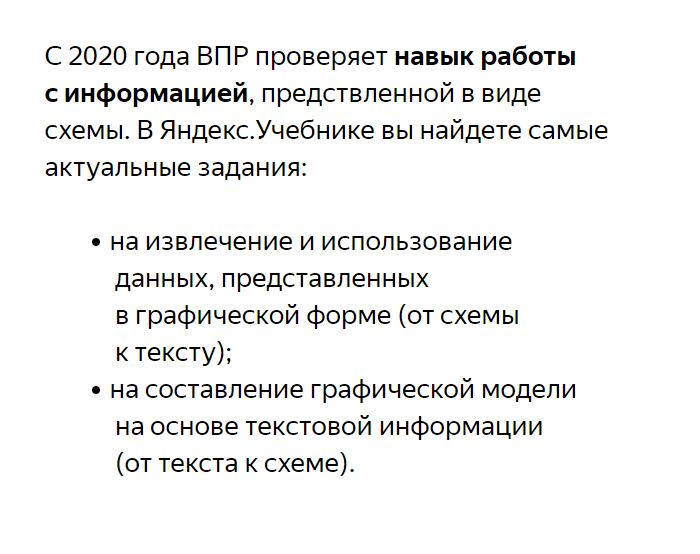 С 2020 года ВПР проверяет навык работы
с информацией, предствленной в виде
схемы. В Яндекс.Учебнике вы найдете самые
актуальные задания:
• на извлечение и использование
данных, представленных
в графической форме (от схемы
к тексту);
• на составление графической модели
на основе текстовой информации
(от текста к схеме).